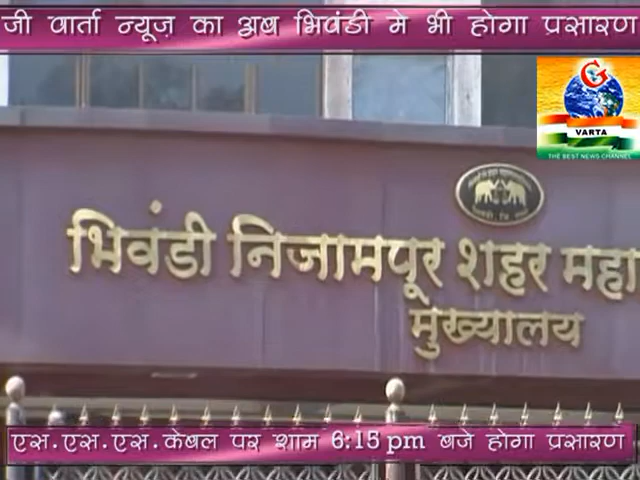 जी वार्ता न्यूज़ का अब भिवंडी मे भी होगा प्रसारण
G
VARTA
THE BEST NEWS CHANNEL
भिवंडी निजामपूर शहर महा
मुख्यालय
एस.एस.एस.केबल पर शाम 6:15 pm बजे होगा प्रसारण